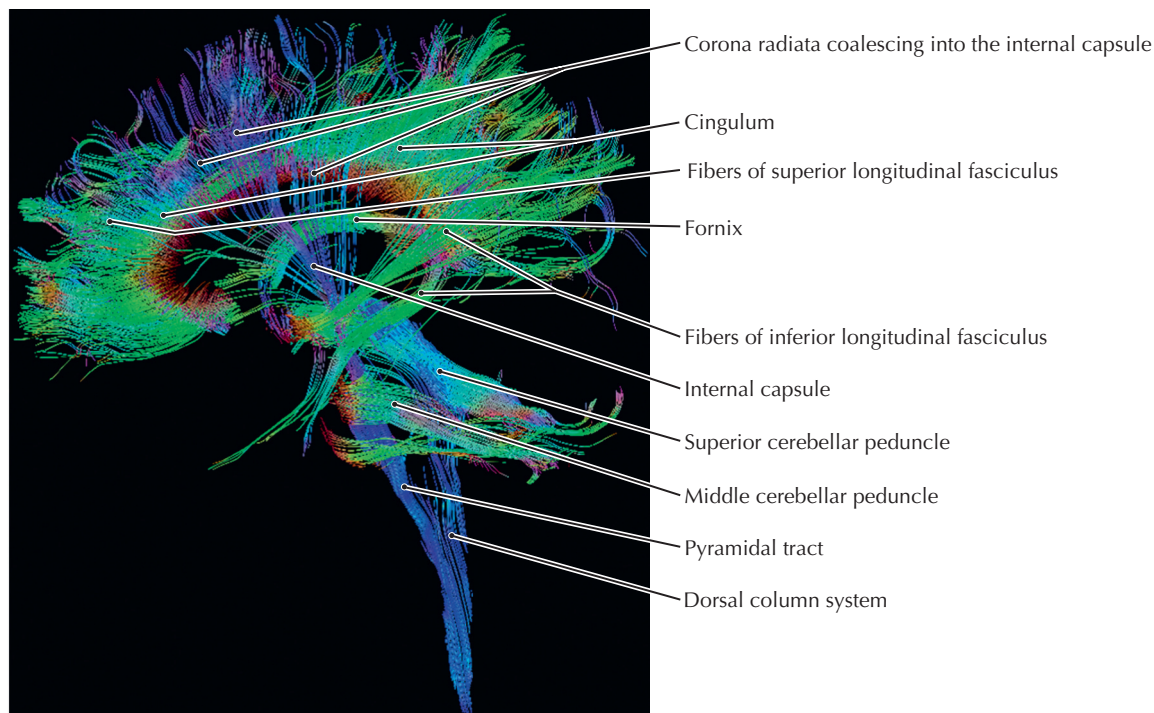 Corona radiata coalescing into the internal capsule
Cingulum
Fibers of superior longitudinal fasciculus
Fornix
Fibers of inferior longitudinal fasciculus
Internal capsule
Superior cerebellar peduncle
Middle cerebellar peduncle
Pyramidal tract
Dorsal column system